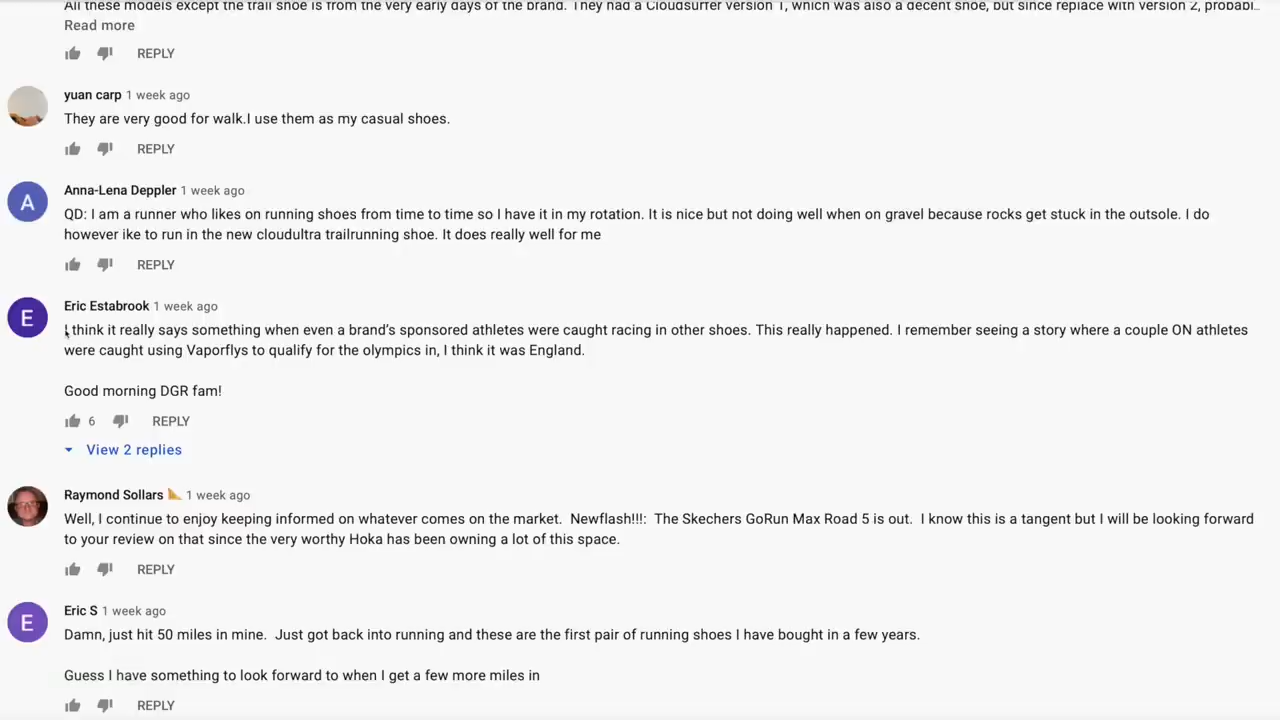 All these models except the trail shoe is from the very early days of the brand. They had a Cloudsurfer version 1, which was also a decent shoe, but since replace with version 2, probabl…
Read more
REPLY
yuan carp 1 week ago
They are very good for walk.I use them as my casual shoes.
REPLY
A
Anna-Lena Deppler 1 week ago
QD: I am a runner who likes on running shoes from time to time so I have it in my rotation. It is nice but not doing well when on gravel because rocks get stuck in the outsole. I do
however ike to run in the new cloudultra trailrunning shoe. It does really well for me
REPLY
E
Eric Estabrook 1 week ago
I think it really says something when even a brand's sponsored athletes were caught racing in other shoes. This really happened. I remember seeing a story where a couple ON athletes
were caught using Vaporflys to qualify for the olympics in, I think it was England.
Good morning DGR fam!
6 REPLY
View 2 replies
Raymond Sollars 1 week ago
Well, I continue to enjoy keeping informed on whatever comes on the market. Newflash!!!: The Skechers GoRun Max Road 5 is out. I know this is a tangent but I will be looking forward
to your review on that since the very worthy Hoka has been owning a lot of this space.
REPLY
E
Eric S 1 week ago
Damn, just hit 50 miles in mine. Just got back into running and these are the first pair of running shoes I have bought in a few years.
Guess I have something to look forward to when I get a few more miles in
REPLY